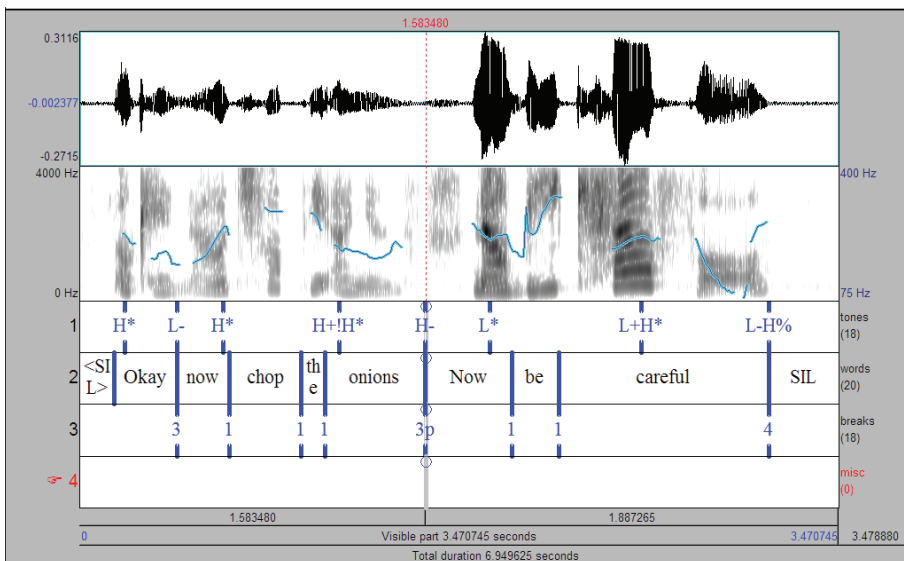 1.583480
0.3116
-0.002377
-0.2715
4000 Hz
400 Hz
0 Hz
75 Hz
1 H* L- H* H+!H* H- L* L+H* L-H% tones
(18)
2 <SI
L> Okay now chop th
e onions Now be careful SIL words
(20)
3 3 1 1 1 3p 1 1 4 breaks
(18)
☞ 4 misc
(0)
1.583480 1.887265
0 Visible part 3.470745 seconds 3.470745 3.478880
Total duration 6.949625 seconds